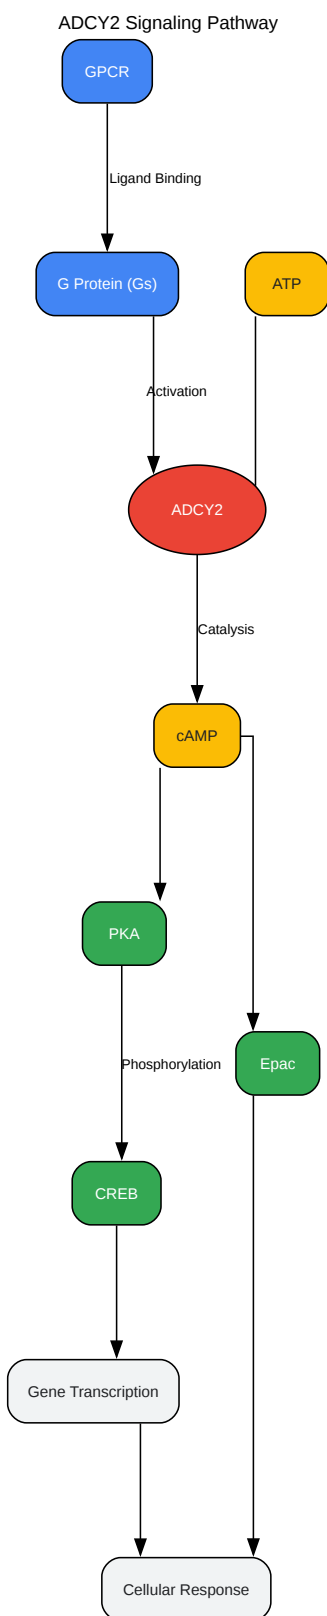 ADCY2 Signaling Pathway
GPCR
Ligand Binding
G Protein (Gs)
ATP
Activation
ADCY2
Catalysis
cAMP
PKA
Epac
Phosphorylation
CREB
Gene Transcription
Cellular Response